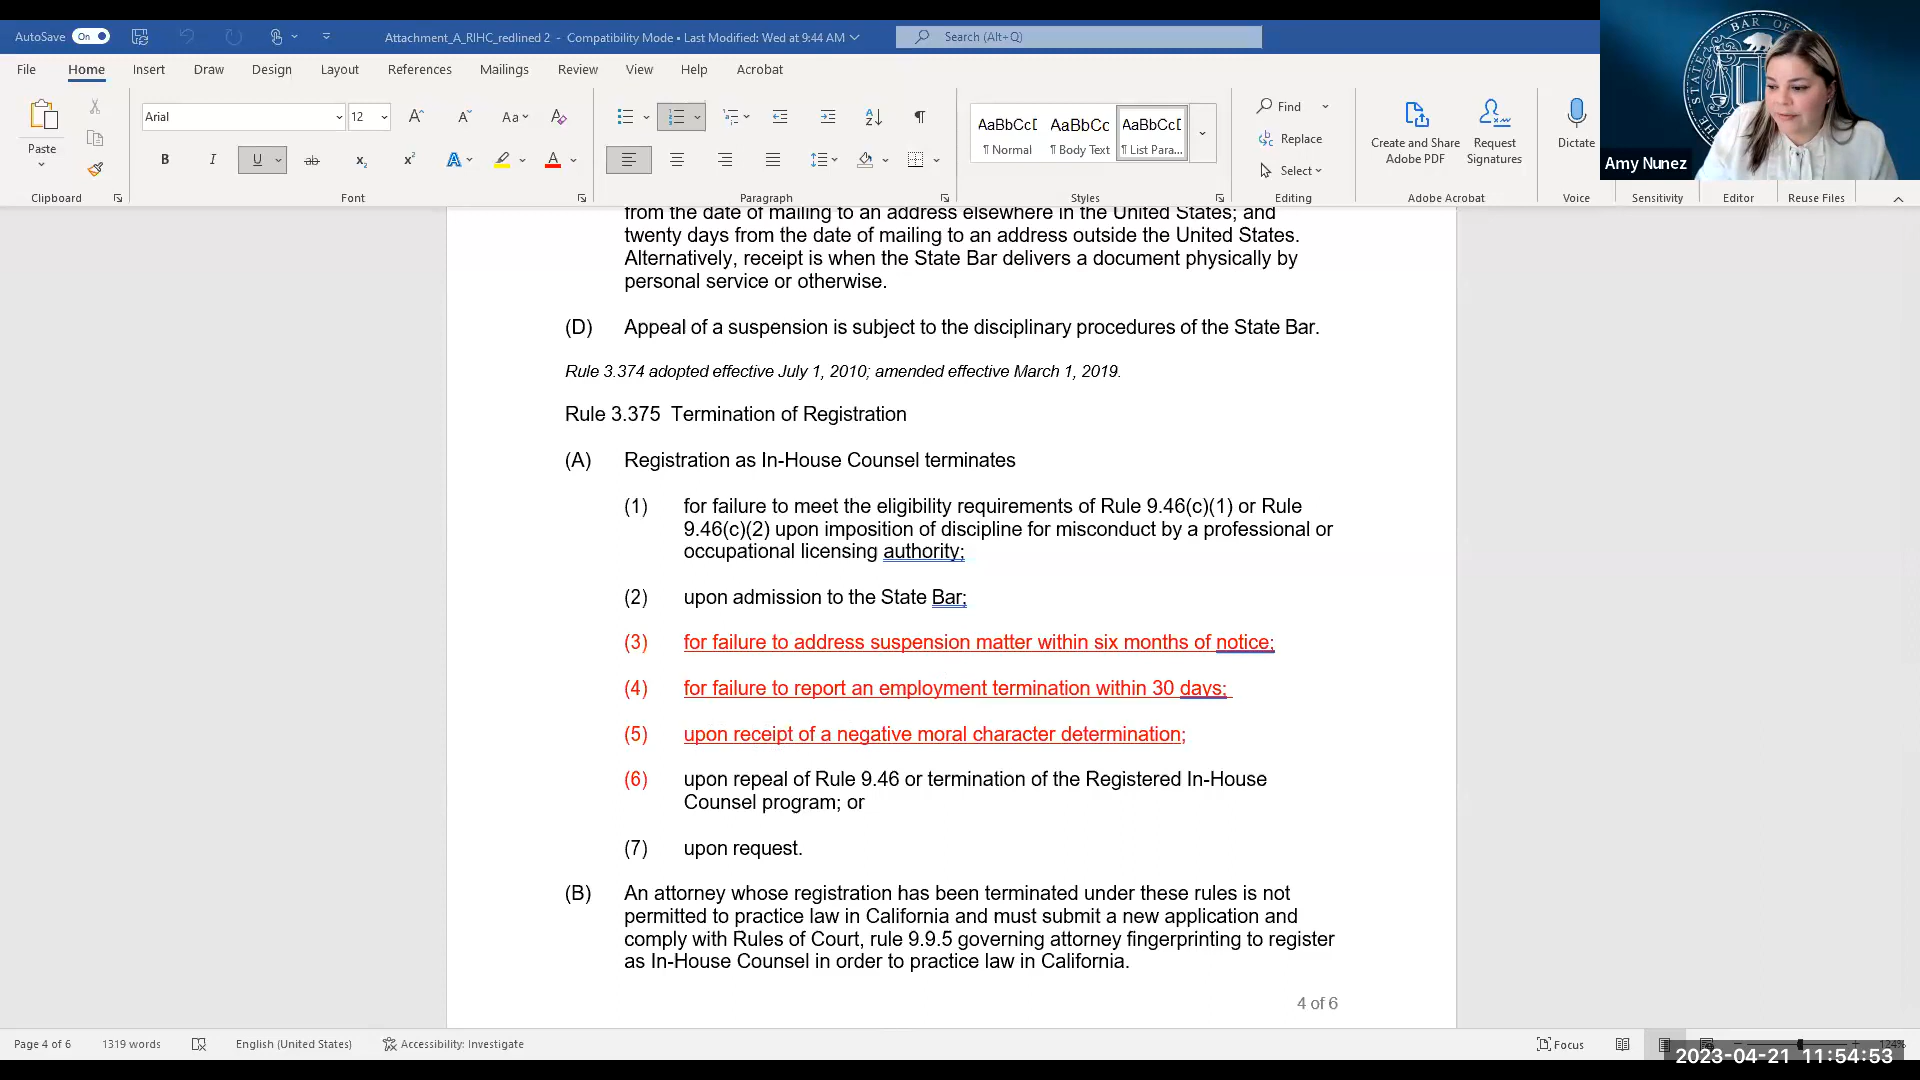 AutoSave On Attachment_A_RIHC_redlined 2 - Compatibility Mode • Last Modified: Wed at 9:44 AM Search (Alt+Q)
File Home Insert Draw Design Layout References Mailings Review View Help Acrobat
Paste
Clipboard
Arial 12
Aa
B I U ab x₂ x² A A
Font
Paragraph
AaBbCcI AaBbCc AaBbCcI
¶ Normal ¶ Body Text ¶ List Para...
Styles
Find
Replace
Select
Editing
Create and Share
Adobe PDF
Request
Signatures
Adobe Acrobat
Dictate
Voice
Sensitivity
Editor
Reuse Files
THE STATE BAR OF
Amy Nunez
from the date of mailing to an address elsewhere in the United States; and
twenty days from the date of mailing to an address outside the United States.
Alternatively, receipt is when the State Bar delivers a document physically by
personal service or otherwise.
(D) Appeal of a suspension is subject to the disciplinary procedures of the State Bar.
Rule 3.374 adopted effective July 1, 2010; amended effective March 1, 2019.
Rule 3.375 Termination of Registration
(A) Registration as In-House Counsel terminates
(1) for failure to meet the eligibility requirements of Rule 9.46(c)(1) or Rule
9.46(c)(2) upon imposition of discipline for misconduct by a professional or
occupational licensing authority;
(2) upon admission to the State Bar;
(3) for failure to address suspension matter within six months of notice;
(4) for failure to report an employment termination within 30 days;
(5) upon receipt of a negative moral character determination;
(6) upon repeal of Rule 9.46 or termination of the Registered In-House
Counsel program; or
(7) upon request.
(B) An attorney whose registration has been terminated under these rules is not
permitted to practice law in California and must submit a new application and
comply with Rules of Court, rule 9.9.5 governing attorney fingerprinting to register
as In-House Counsel in order to practice law in California.
4 of 6
Page 4 of 6 1319 words English (United States) Accessibility: Investigate Focus 124%
2023-04-21 11:54:53